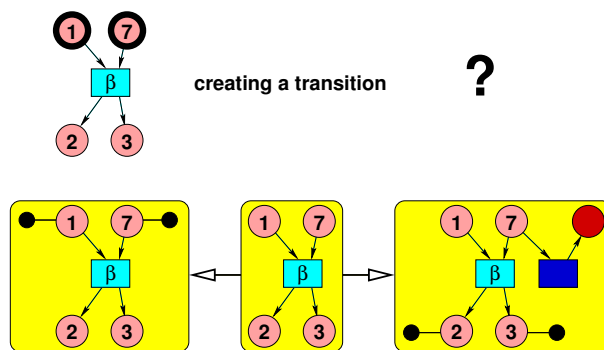 1 7
β creating a transition ?
2 3
1 7 1 7 1 7
β β β
2 3 2 3 2 3